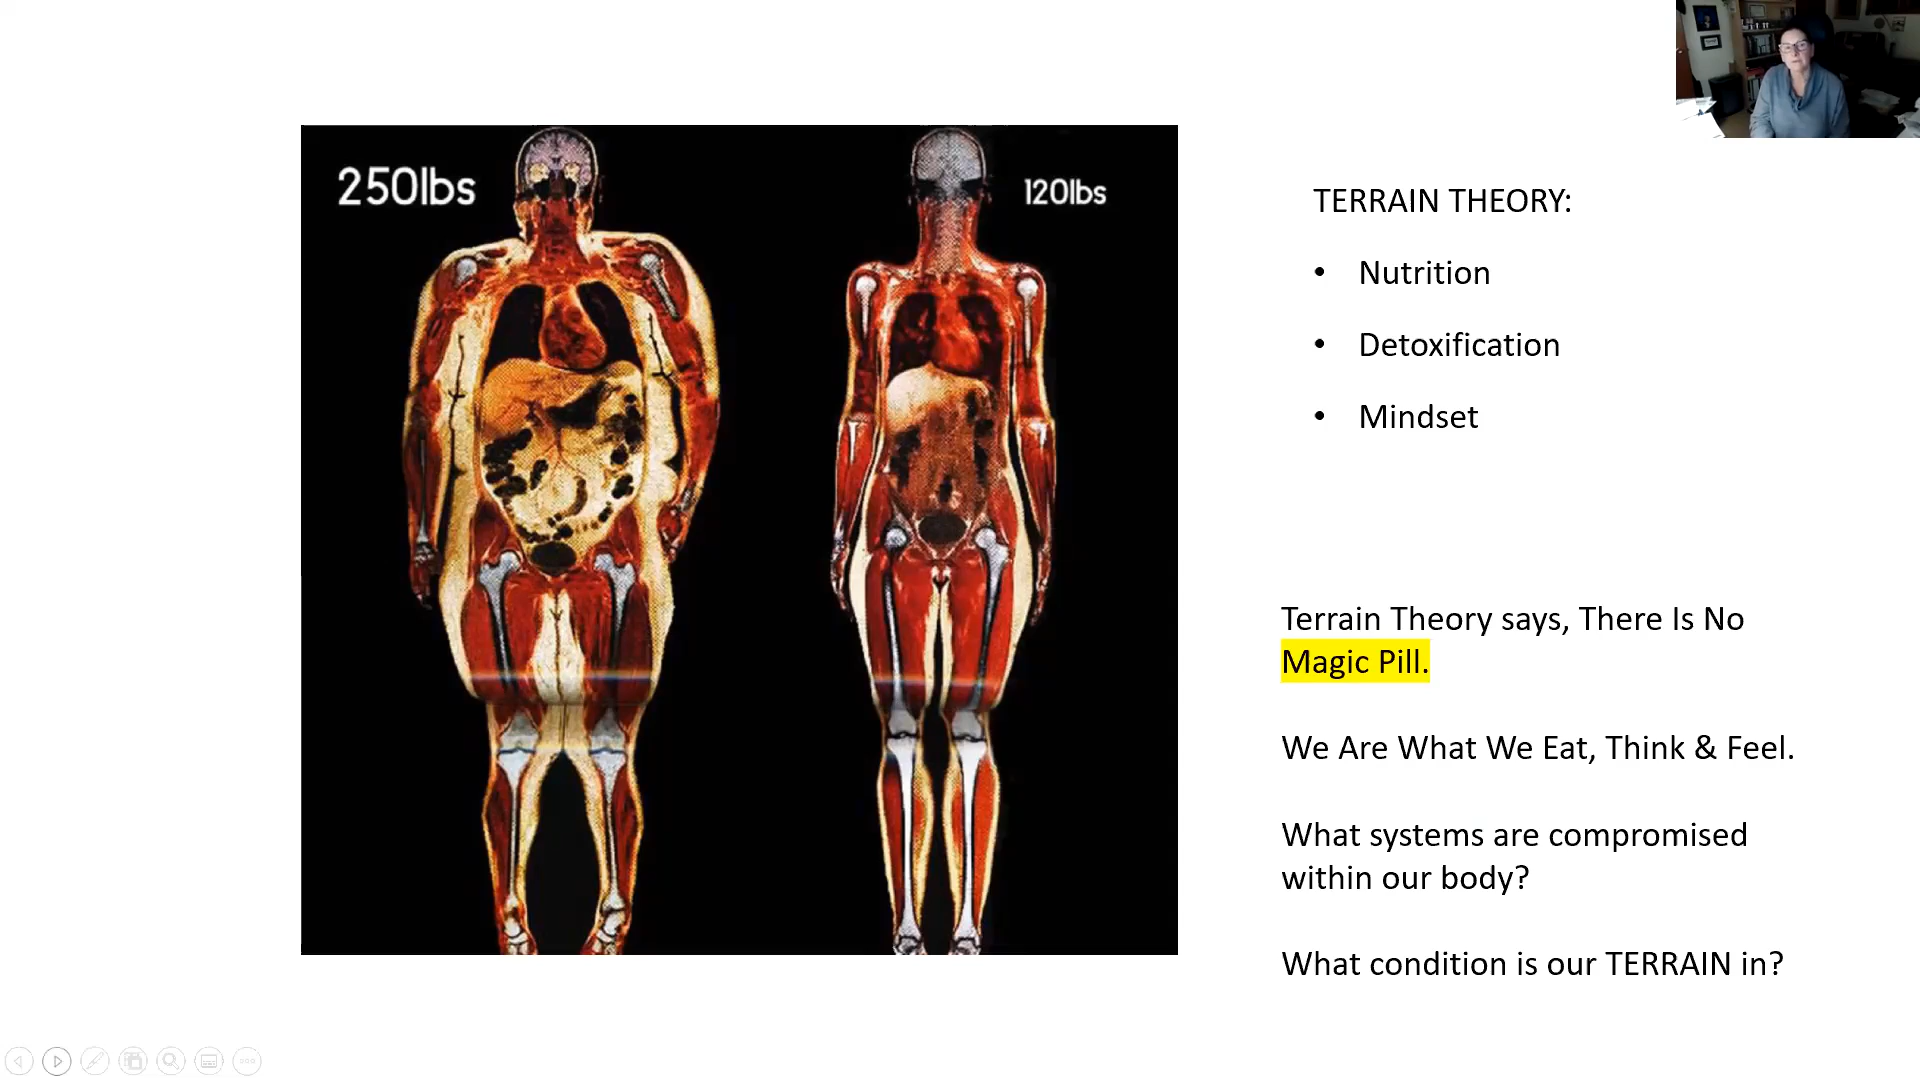 250lbs
120lbs
TERRAIN THEORY:
• Nutrition
• Detoxification
• Mindset
Terrain Theory says, There Is No
Magic Pill.
We Are What We Eat, Think & Feel.
What systems are compromised
within our body?
What condition is our TERRAIN in?